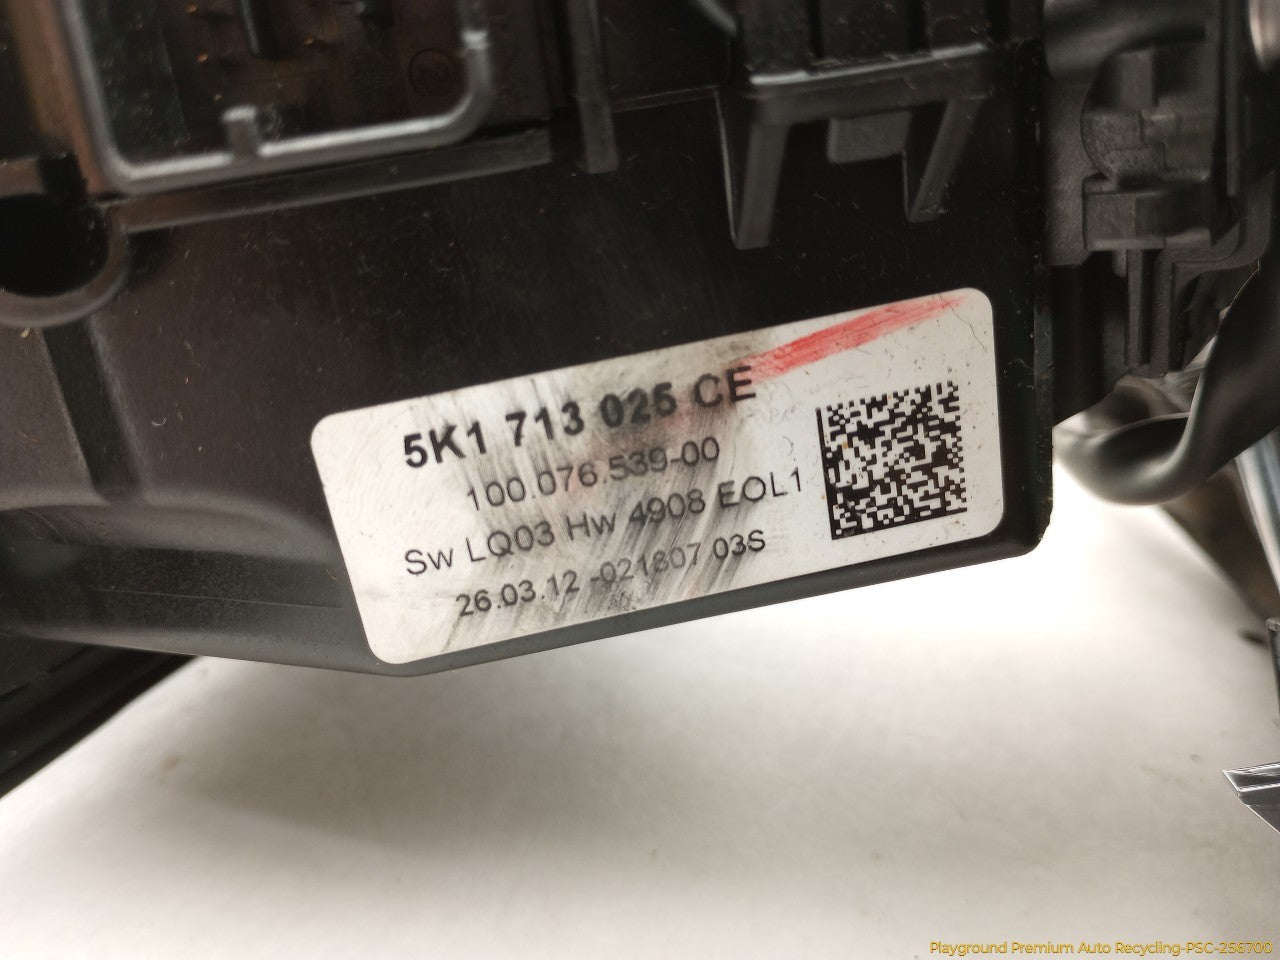 5K1 713 025 CE
100.076.539-00
Sw LQ03 Hw 4908 EOL1
26.03.12 -021807 03S
Playground Premium Auto Recycling-PSC-256700